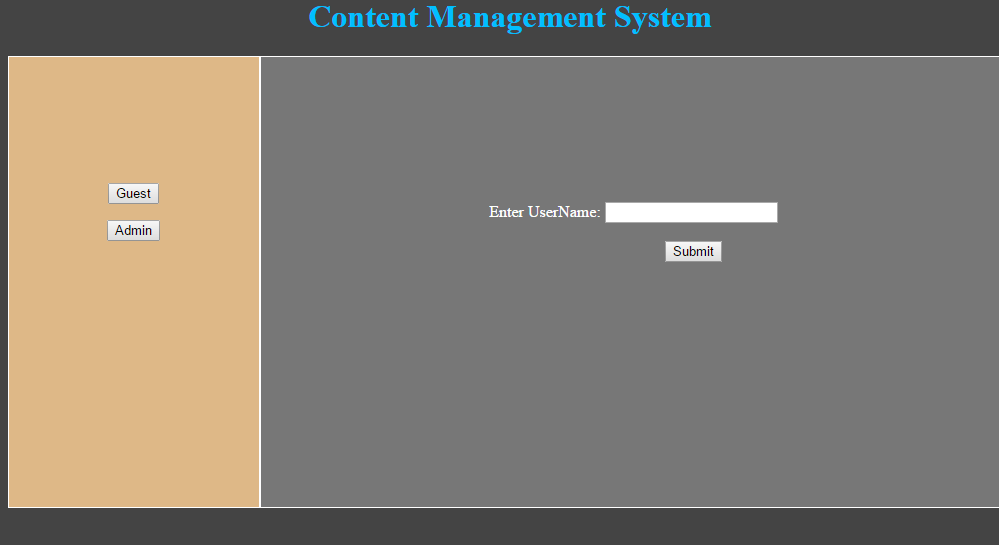 Content Management System
Guest
Admin
Enter UserName:
Submit